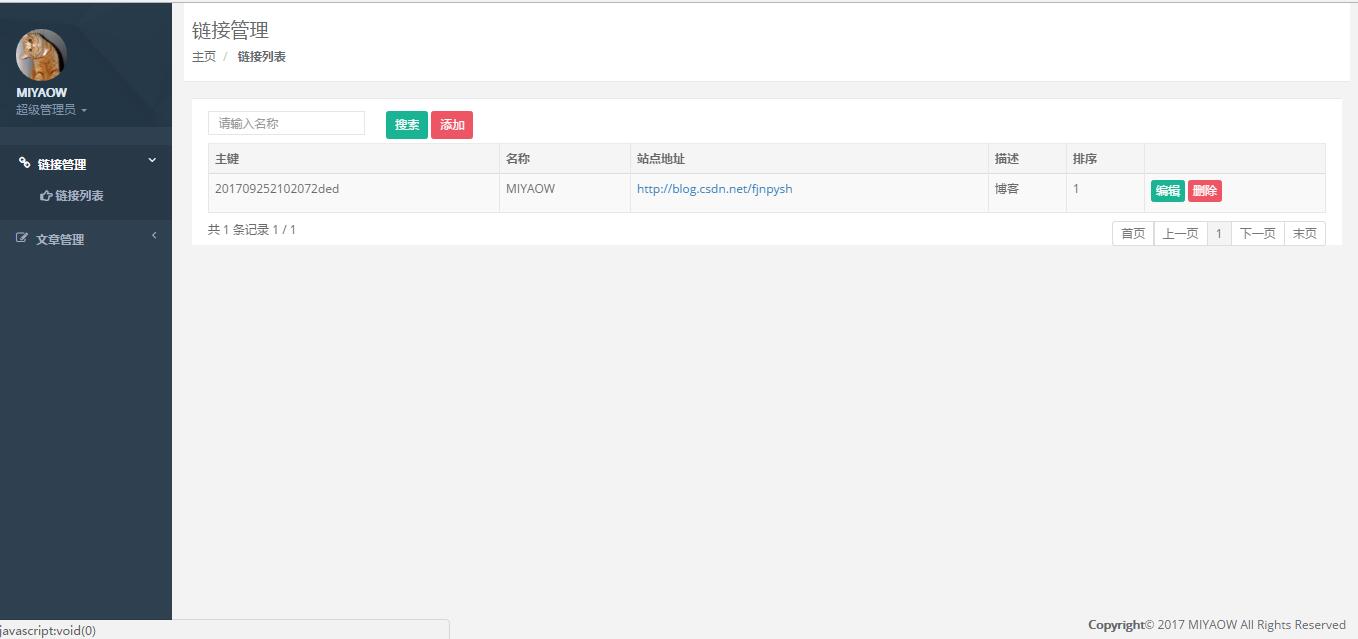 MIYAOW
超级管理员
链接管理
链接列表
文章管理
链接管理
主页 / 链接列表
请输入名称 搜索 添加
主键 名称 站点地址 描述 排序
201709252102072ded MIYAOW http://blog.csdn.net/fjnpysh 博客 1 编辑 删除
共 1 条记录 1 / 1 首页 上一页 1 下一页 末页
Copyright© 2017 MIYAOW All Rights Reserved
javascript:void(0)